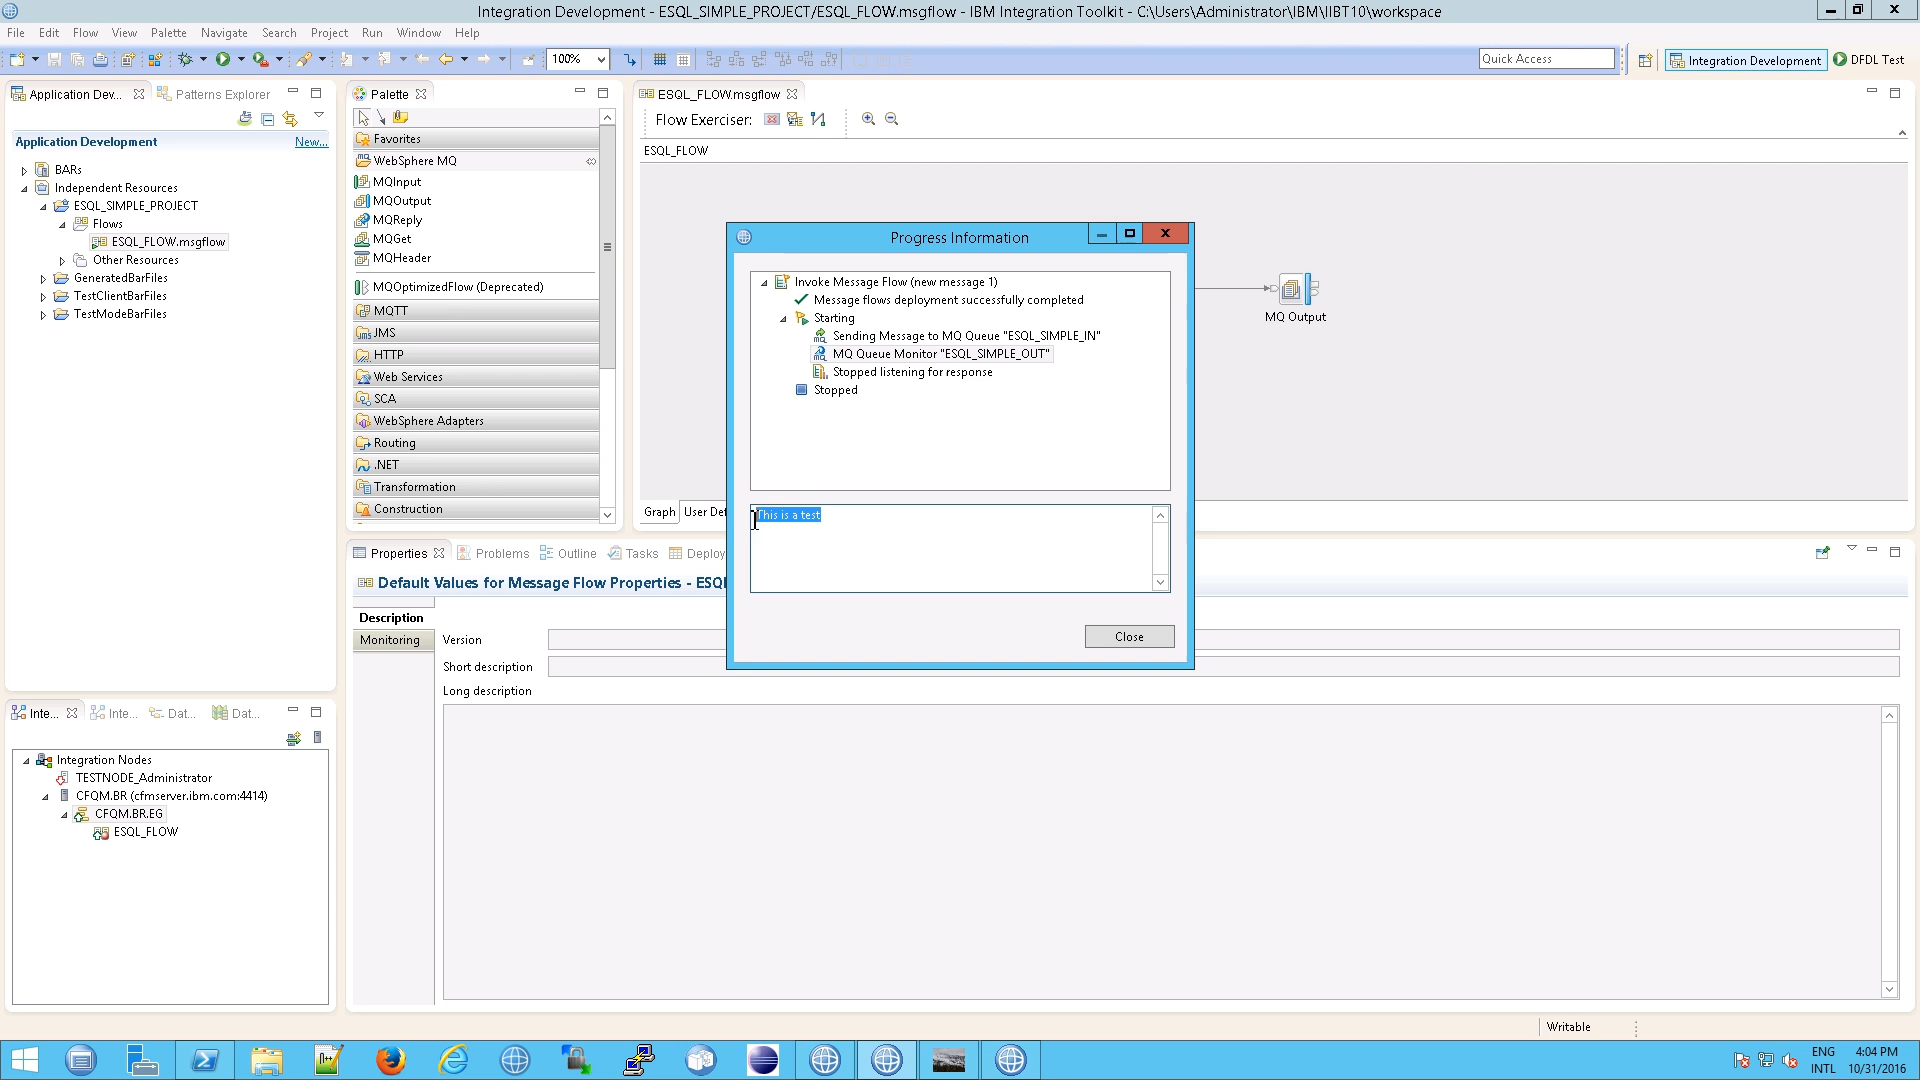 Integration Development - ESQL_SIMPLE_PROJECT/ESQL_FLOW.msgflow - IBM Integration Toolkit - C:\Users\Administrator\IBM\IIBT10\workspace
File Edit Flow View Palette Navigate Search Project Run Window Help
100%
Quick Access
Integration Development
DFDL Test
Application Dev...
Patterns Explorer
Application Development
New...
BARs
Independent Resources
ESQL_SIMPLE_PROJECT
Flows
ESQL_FLOW.msgflow
Other Resources
GeneratedBarFiles
TestClientBarFiles
TestModeBarFiles
Palette
Favorites
WebSphere MQ
MQInput
MQOutput
MQReply
MQGet
MQHeader
MQOptimizedFlow (Deprecated)
MQTT
JMS
HTTP
Web Services
SCA
WebSphere Adapters
Routing
.NET
Transformation
Construction
ESQL_FLOW.msgflow
Flow Exerciser:
ESQL_FLOW
MQ Output
Graph
User Def
Progress Information
Invoke Message Flow (new message 1)
Message flows deployment successfully completed
Starting
Sending Message to MQ Queue "ESQL_SIMPLE_IN"
MQ Queue Monitor "ESQL_SIMPLE_OUT"
Stopped listening for response
Stopped
This is a test
Close
Properties
Problems
Outline
Tasks
Deploy
Default Values for Message Flow Properties - ESQL
Description
Monitoring
Version
Short description
Long description
Inte...
Inte...
Dat...
Dat...
Integration Nodes
TESTNODE_Administrator
CFQM.BR (cfmserver.ibm.com:4414)
CFQM.BR.EG
ESQL_FLOW
Writable
ENG
INTL
4:04 PM
10/31/2016